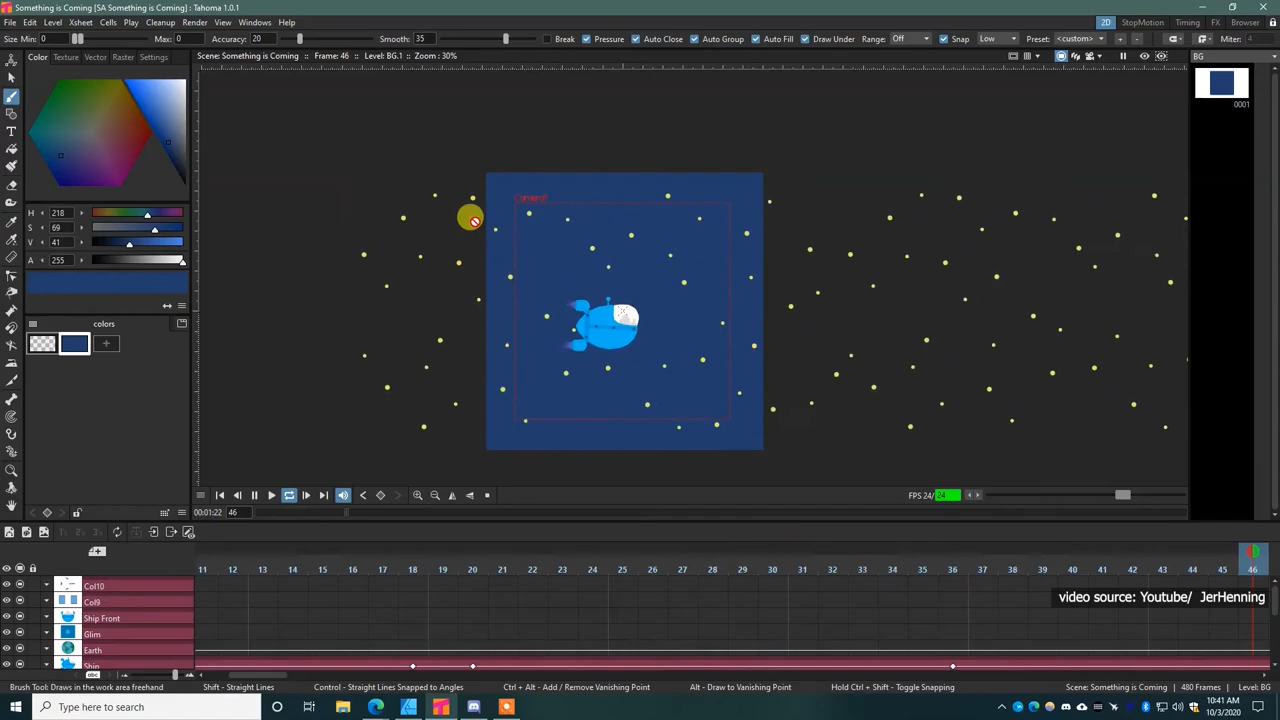 Something is Coming [SA Something is Coming] : Tahoma 1.0.1
File Edit Level Xsheet Cells Play Cleanup Render View Windows Help
2D StopMotion Timing FX Browser
Size Min: 0 Max: 0 Accuracy: 20 Smooth: 35 Break Pressure Auto Close Auto Group Auto Fill Draw Under Range: Off Snap Low Preset: <custom> + - Miter: 4
Color Texture Vector Raster Settings
Scene: Something is Coming :: Frame: 46 :: Level: BG.1 :: Zoom : 30%
BG
0001
Camera1
H 218
S 69
V 41
A 255
colors
FPS 24/ 24
00:01:22 46
11 12 13 14 15 16 17 18 19 20 21 22 23 24 25 26 27 28 29 30 31 32 33 34 35 36 37 38 39 40 41 42 43 44 45 46
Col10
Col9
video source: Youtube/ JerHenning
Ship Front
Glim
Earth
Ship
abc
Brush Tool: Draws in the work area freehand Shift - Straight Lines Control - Straight Lines Snapped to Angles Ctrl + Alt - Add / Remove Vanishing Point Alt - Draw to Vanishing Point Hold Ctrl + Shift - Toggle Snapping Scene: Something is Coming :: 480 Frames :: Level: BG
Type here to search
10:41 AM
10/3/2020